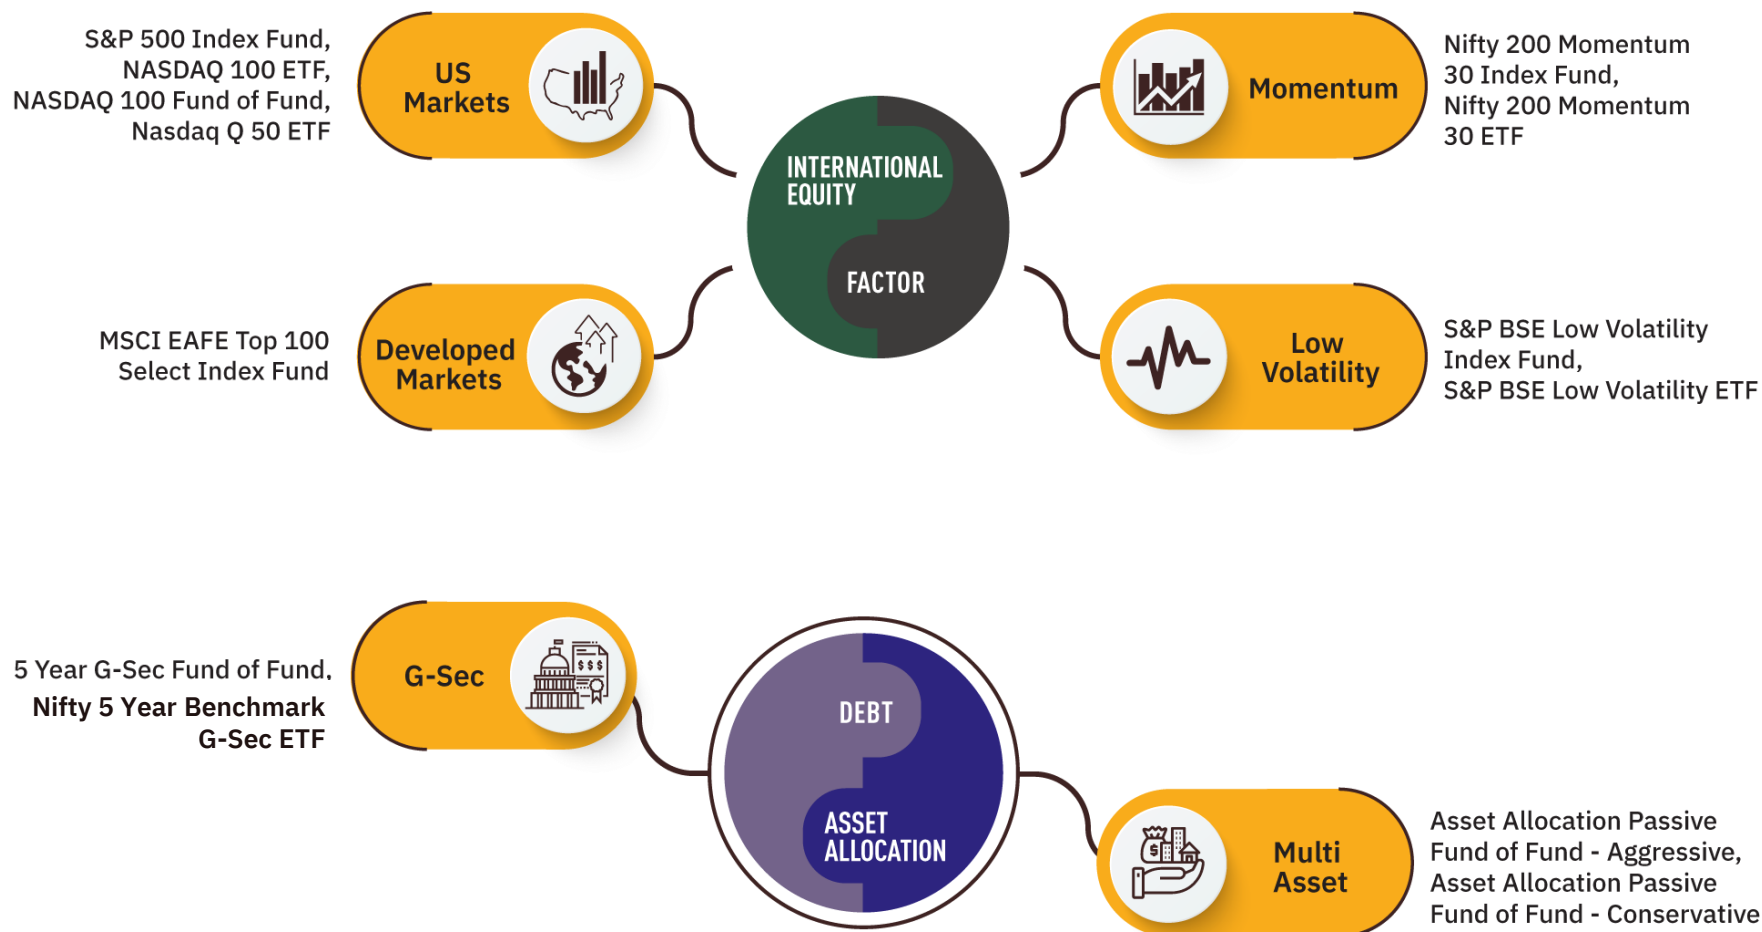 S&P 500 Index Fund,
NASDAQ 100 ETF,
NASDAQ 100 Fund of Fund,
Nasdaq Q 50 ETF
US
Markets
INTERNATIONAL
EQUITY
FACTOR
Momentum
Nifty 200 Momentum
30 Index Fund,
Nifty 200 Momentum
30 ETF
MSCI EAFE Top 100
Select Index Fund
Developed
Markets
Low
Volatility
S&P BSE Low Volatility
Index Fund,
S&P BSE Low Volatility ETF
5 Year G-Sec Fund of Fund,
Nifty 5 Year Benchmark
G-Sec ETF
G-Sec
$$$
DEBT
ASSET
ALLOCATION
$
Multi
Asset
Asset Allocation Passive
Fund of Fund - Aggressive,
Asset Allocation Passive
Fund of Fund - Conservative